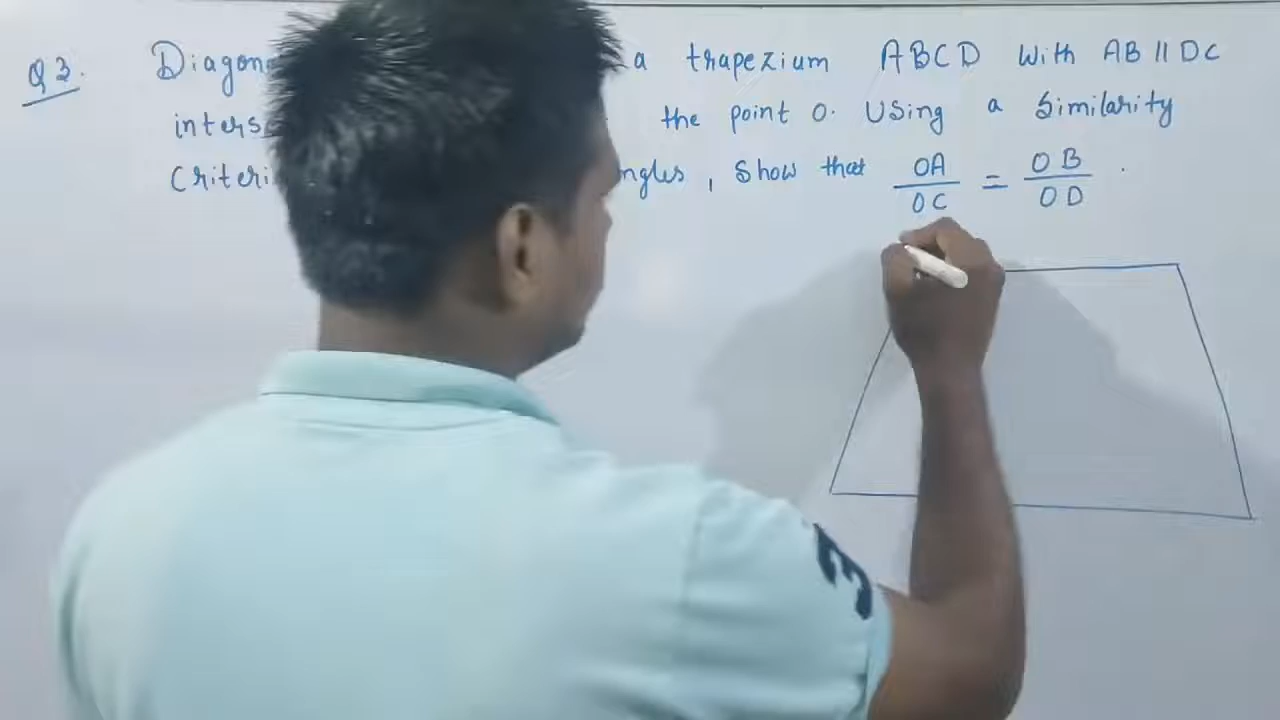 Q3. Diagon a trapezium ABCD with AB || DC
inters the point O. Using a Similarity
Criteri ngles, Show that OA/OC = OB/OD.
3